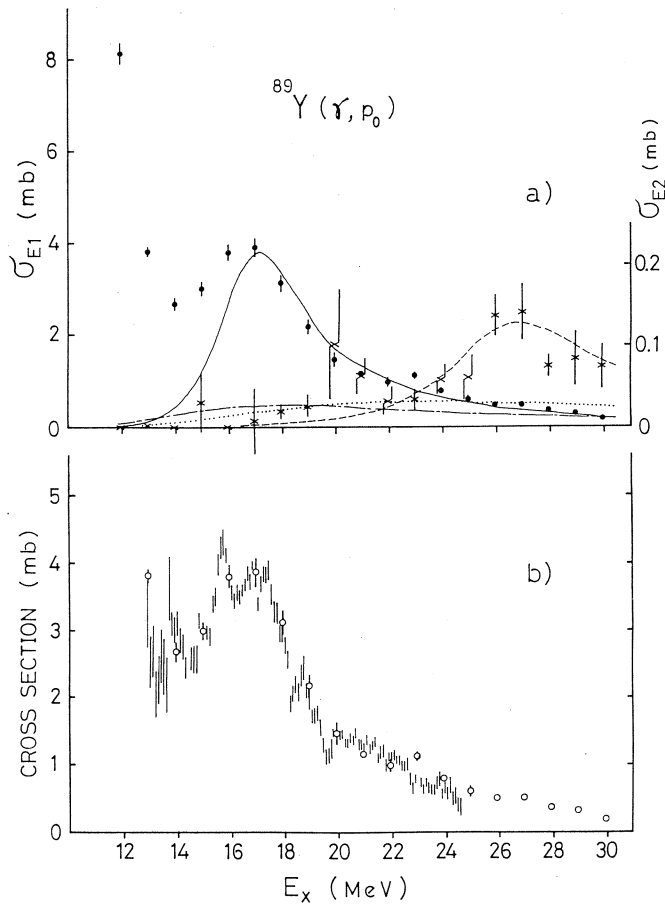 ⁸⁹Y(γ, p₀)
a)
σE1 (mb)
8
6
4
2
0
σE2 (mb)
0.2
0.1
0
b)
CROSS SECTION (mb)
5
4
3
2
1
0
12 14 16 18 20 22 24 26 28 30
Eₓ (MeV)